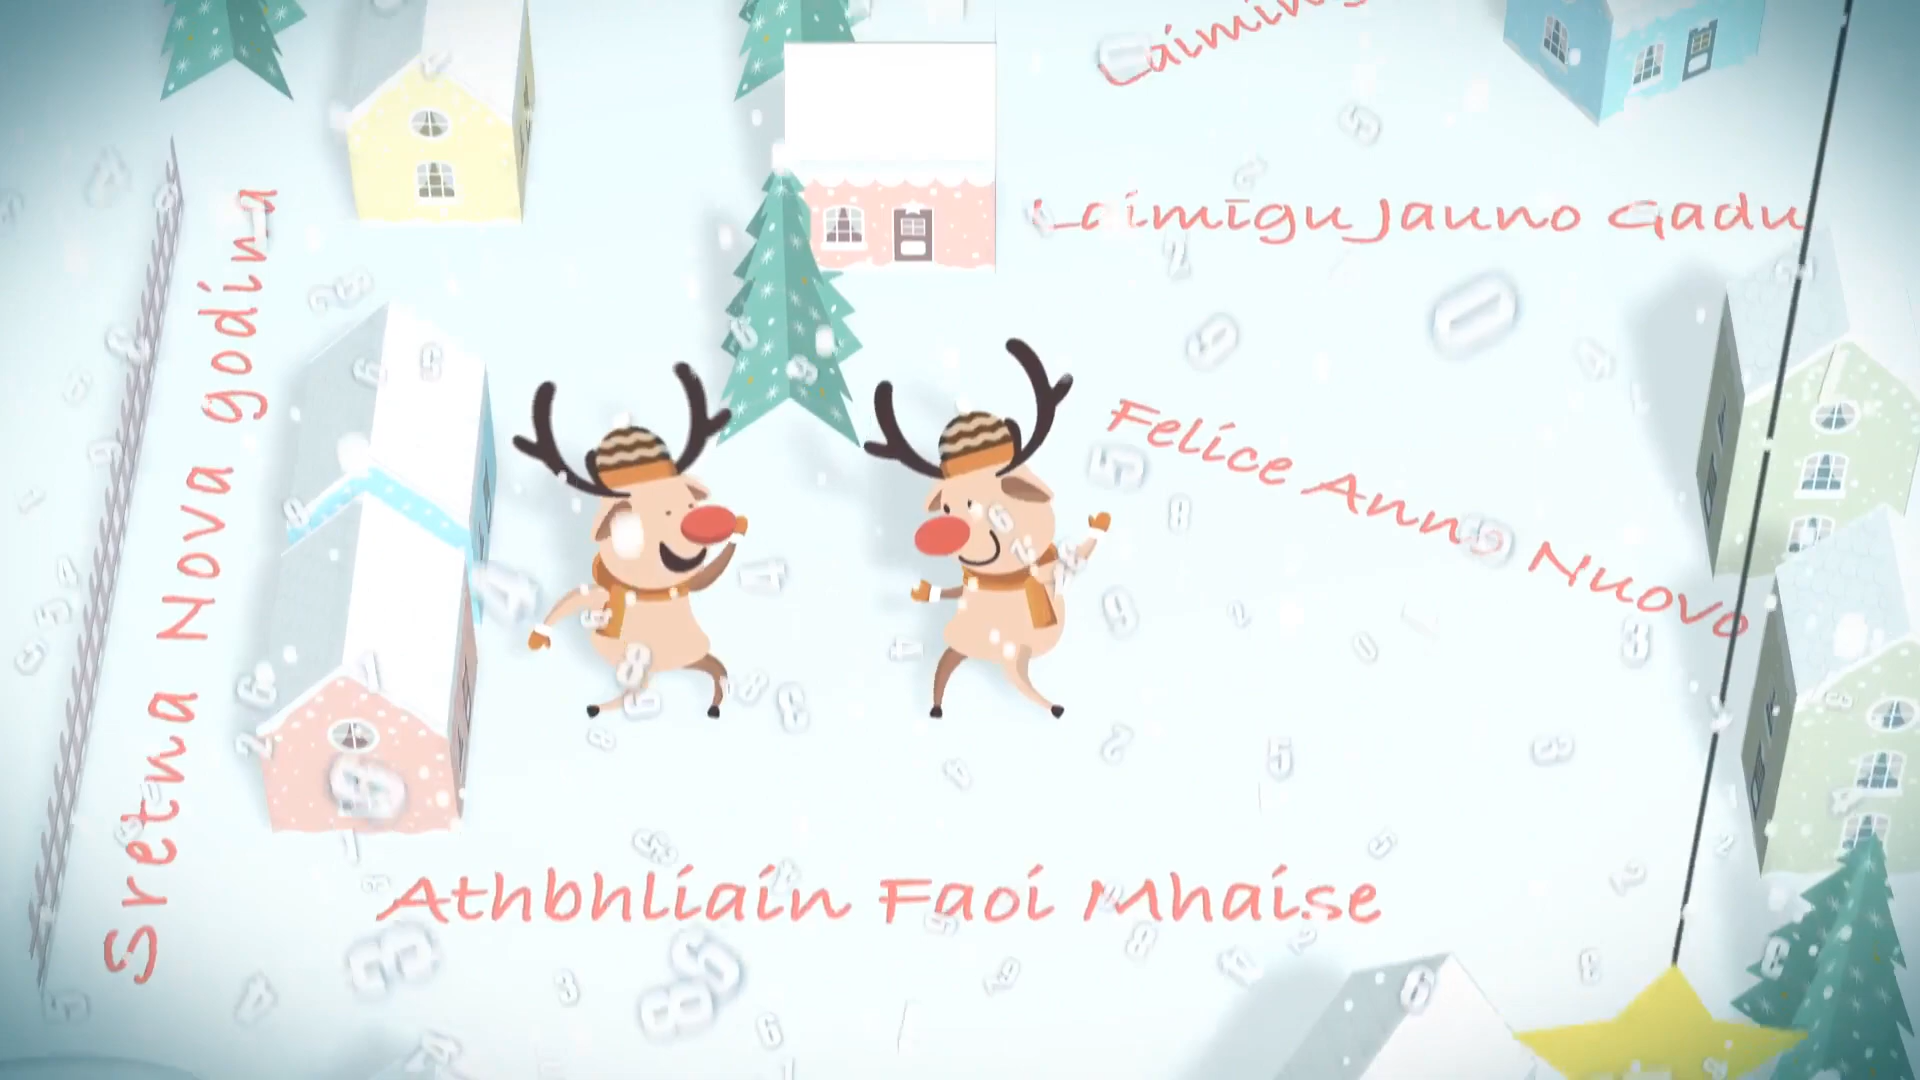 Laimīgu Jauno Gadu
Felice Anno Nuovo
Sretna Nova godina
Athbhliain Faoi Mhaise